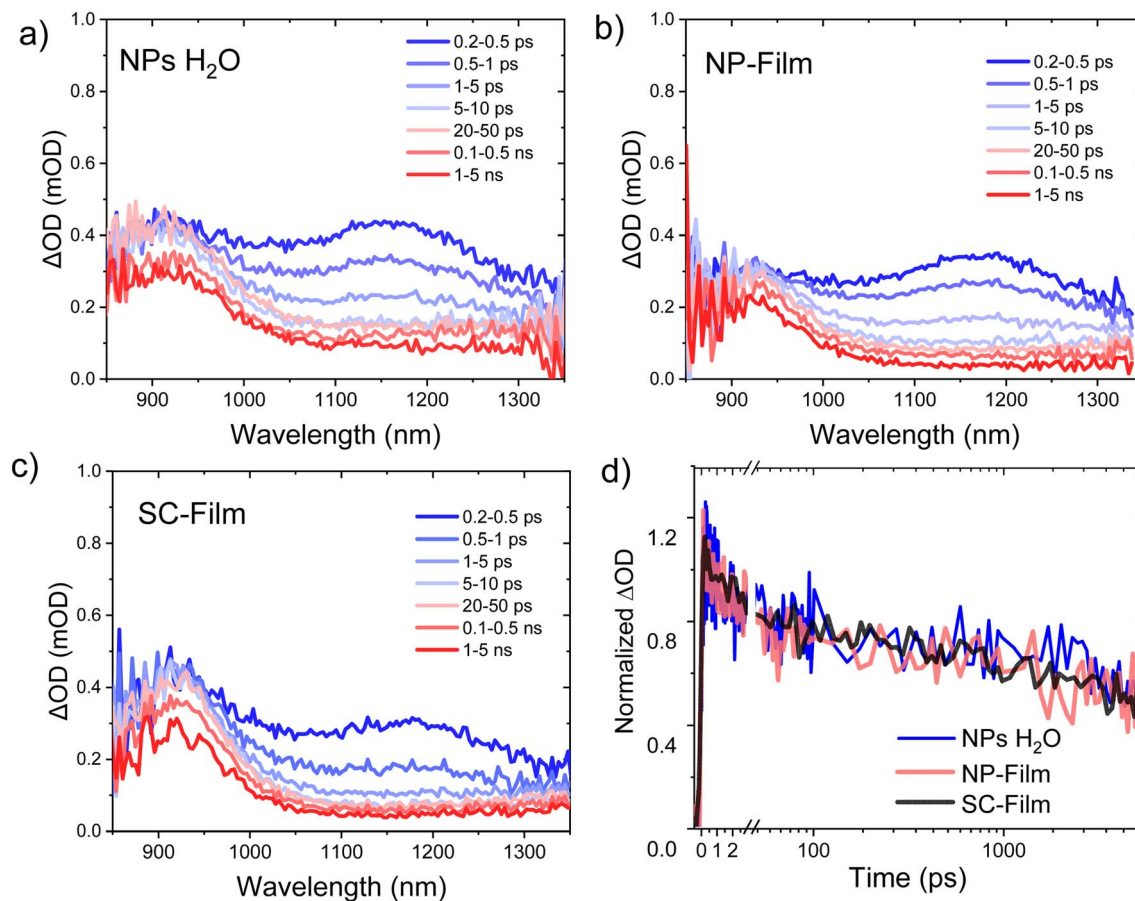 a)
NPs H₂O
0.2-0.5 ps
0.5-1 ps
1-5 ps
5-10 ps
20-50 ps
0.1-0.5 ns
1-5 ns
1.0
0.8
0.6
0.4
0.2
0.0
ΔOD (mOD)
900 1000 1100 1200 1300
Wavelength (nm)
b)
NP-Film
0.2-0.5 ps
0.5-1 ps
1-5 ps
5-10 ps
20-50 ps
0.1-0.5 ns
1-5 ns
1.0
0.8
0.6
0.4
0.2
0.0
ΔOD (mOD)
900 1000 1100 1200 1300
Wavelength (nm)
c)
SC-Film
0.2-0.5 ps
0.5-1 ps
1-5 ps
5-10 ps
20-50 ps
0.1-0.5 ns
1-5 ns
1.0
0.8
0.6
0.4
0.2
0.0
ΔOD (mOD)
900 1000 1100 1200 1300
Wavelength (nm)
d)
1.2
0.8
0.4
0.0
Normalized ΔOD
NPs H₂O
NP-Film
SC-Film
0 1 2 100 1000
Time (ps)